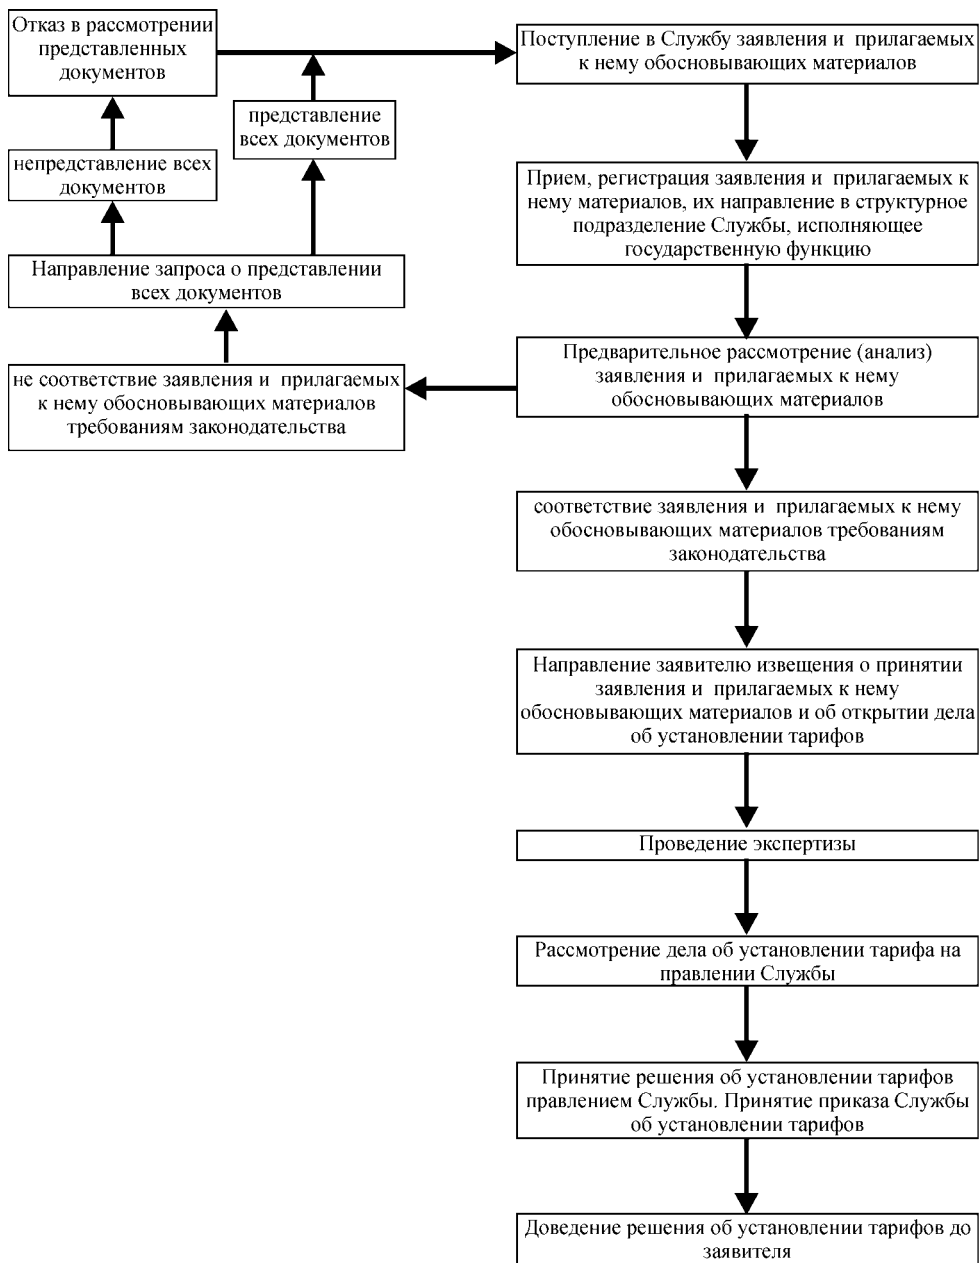 Отказ в рассмотрении
представленных
документов
Поступление в Службу заявления и прилагаемых
к нему обосновывающих материалов
представление
всех документов
непредставление всех
документов
Прием, регистрация заявления и прилагаемых к
нему материалов, их направление в структурное
подразделение Службы, исполняющее
государственную функцию
Направление запроса о представлении
всех документов
Предварительное рассмотрение (анализ)
заявления и прилагаемых к нему
обосновывающих материалов
не соответствие заявления и прилагаемых
к нему обосновывающих материалов
требованиям законодательства
соответствие заявления и прилагаемых к нему
обосновывающих материалов требованиям
законодательства
Направление заявителю извещения о принятии
заявления и прилагаемых к нему
обосновывающих материалов и об открытии дела
об установлении тарифов
Проведение экспертизы
Рассмотрение дела об установлении тарифа на
правлении Службы
Принятие решения об установлении тарифов
правлением Службы. Принятие приказа Службы
об установлении тарифов
Доведение решения об установлении тарифов до
заявителя